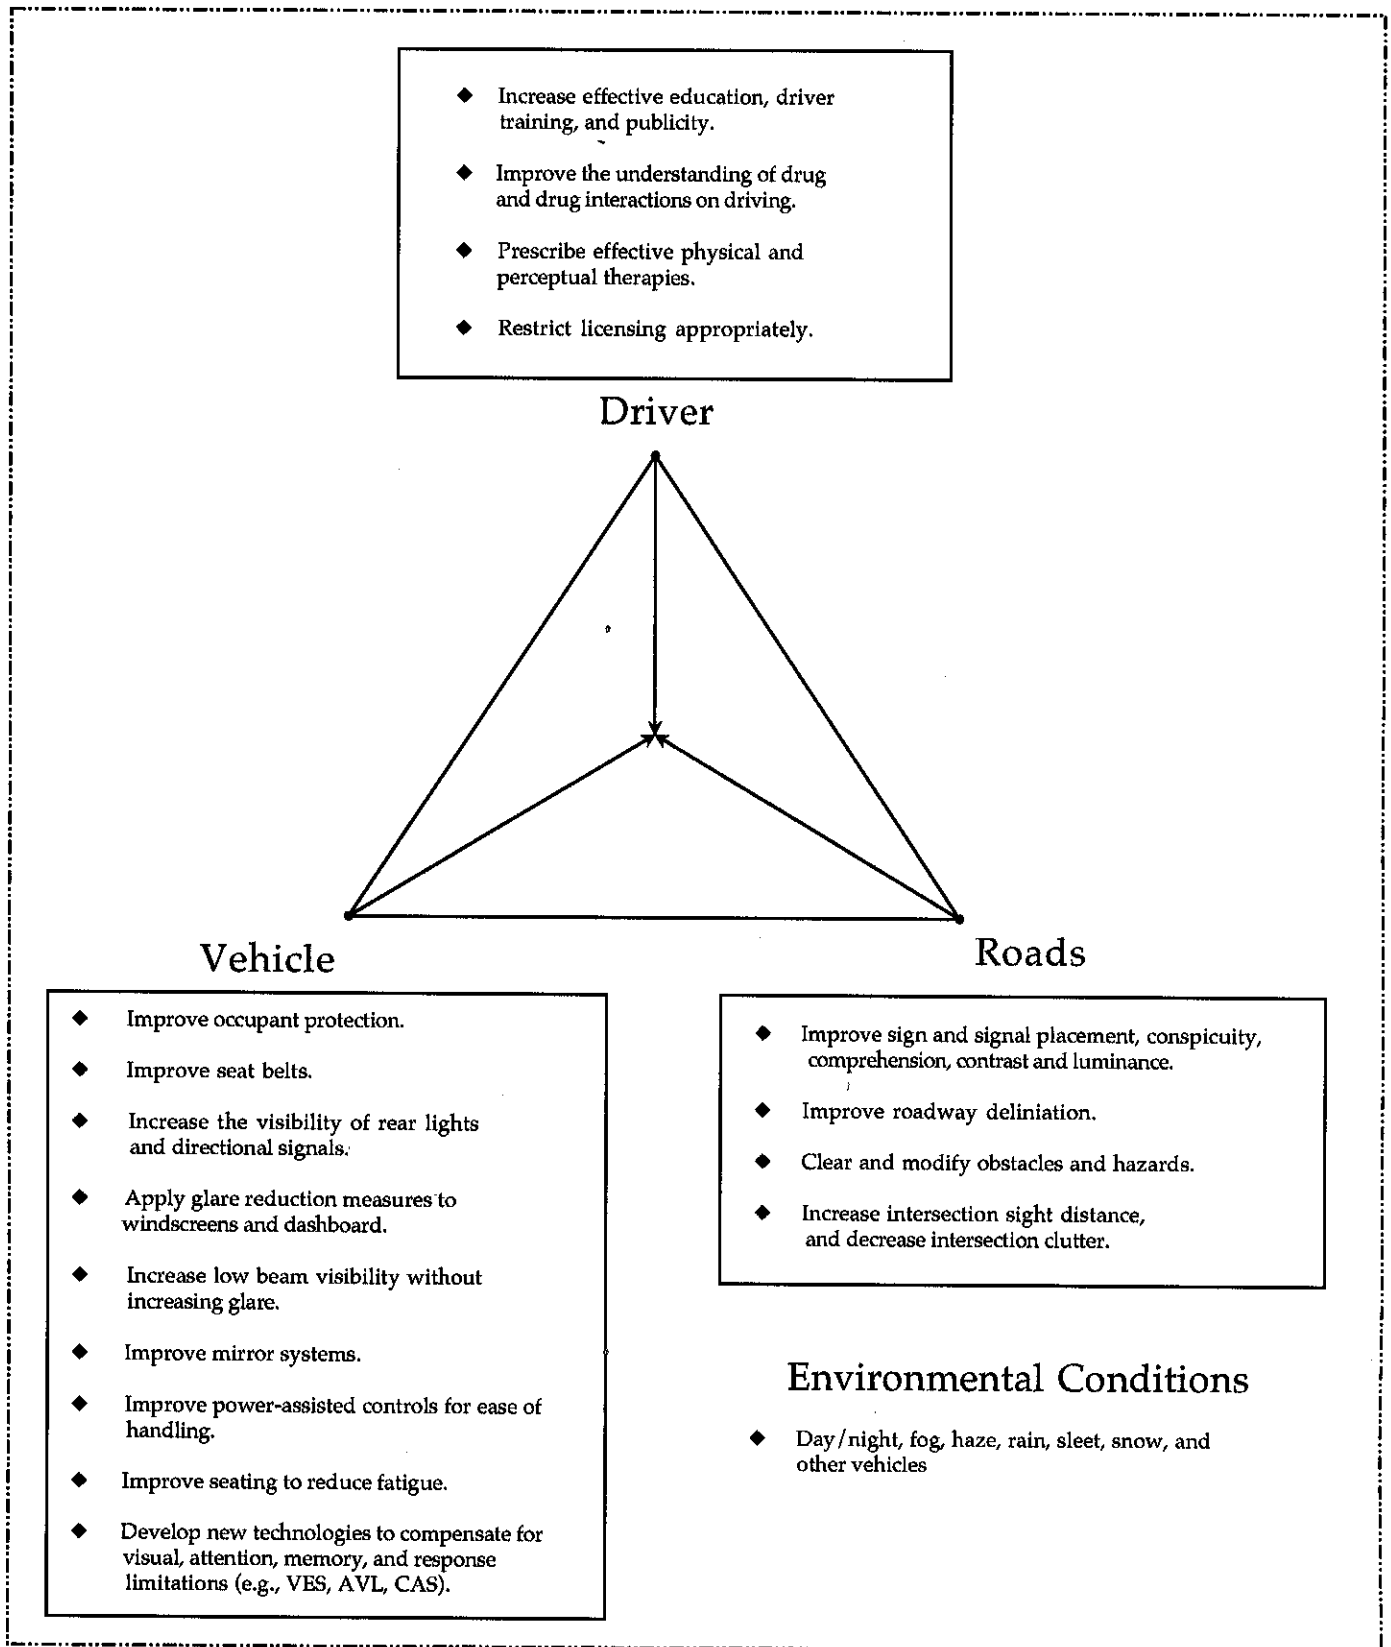 ◆ Increase effective education, driver
training, and publicity.
◆ Improve the understanding of drug
and drug interactions on driving.
◆ Prescribe effective physical and
perceptual therapies.
◆ Restrict licensing appropriately.
Driver
Vehicle
◆ Improve occupant protection.
◆ Improve seat belts.
◆ Increase the visibility of rear lights
and directional signals.
◆ Apply glare reduction measures to
windscreens and dashboard.
◆ Increase low beam visibility without
increasing glare.
◆ Improve mirror systems.
◆ Improve power-assisted controls for ease of
handling.
◆ Improve seating to reduce fatigue.
◆ Develop new technologies to compensate for
visual, attention, memory, and response
limitations (e.g., VES, AVL, CAS).
Roads
◆ Improve sign and signal placement, conspicuity,
comprehension, contrast and luminance.
◆ Improve roadway deliniation.
◆ Clear and modify obstacles and hazards.
◆ Increase intersection sight distance,
and decrease intersection clutter.
Environmental Conditions
◆ Day/night, fog, haze, rain, sleet, snow, and
other vehicles